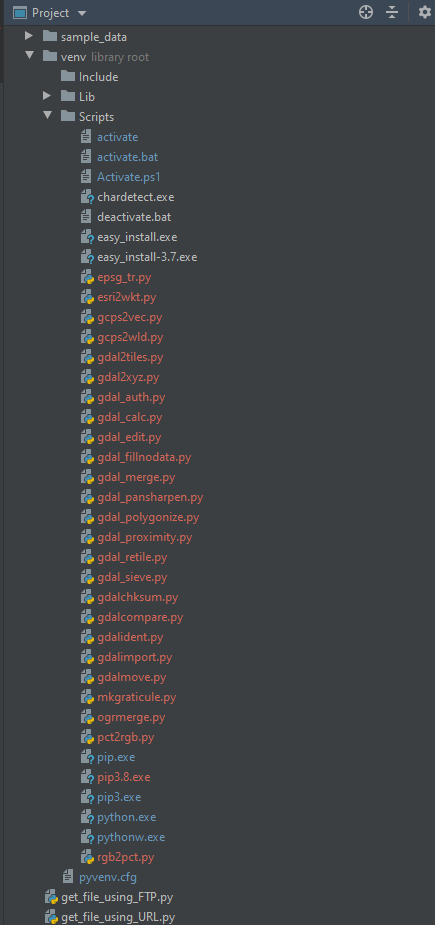 Project
sample_data
venv library root
Include
Lib
Scripts
activate
activate.bat
Activate.ps1
chardetect.exe
deactivate.bat
easy_install.exe
easy_install-3.7.exe
epsg_tr.py
esri2wkt.py
gcps2vec.py
gcps2wld.py
gdal2tiles.py
gdal2xyz.py
gdal_auth.py
gdal_calc.py
gdal_edit.py
gdal_fillnodata.py
gdal_merge.py
gdal_pansharpen.py
gdal_polygonize.py
gdal_proximity.py
gdal_retile.py
gdal_sieve.py
gdalchksum.py
gdalcompare.py
gdalident.py
gdalimport.py
gdalmove.py
mkgraticule.py
ogrmerge.py
pct2rgb.py
pip.exe
pip3.8.exe
pip3.exe
python.exe
pythonw.exe
rgb2pct.py
pyvenv.cfg
get_file_using_FTP.py
get_file_using_URL.py